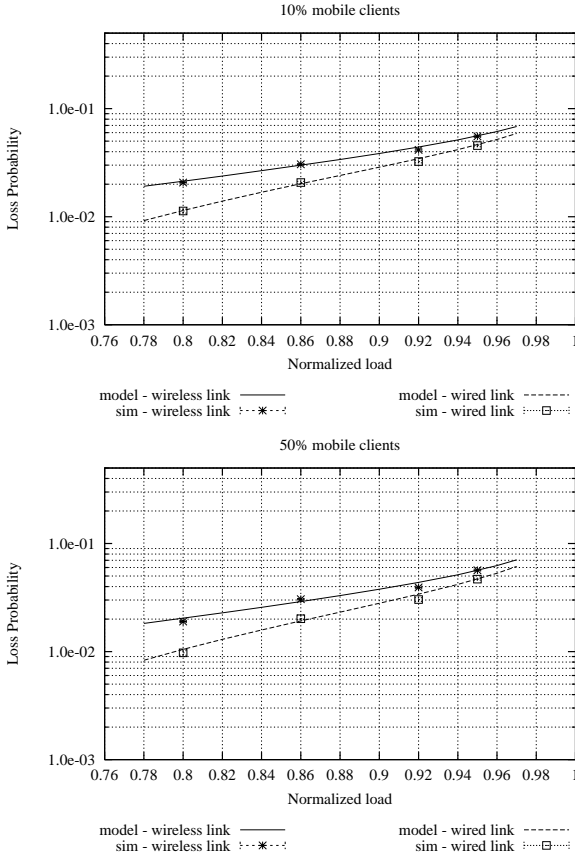 10% mobile clients
Loss Probability
1.0e-01
1.0e-02
1.0e-03
0.76 0.78 0.8 0.82 0.84 0.86 0.88 0.9 0.92 0.94 0.96 0.98 1
Normalized load
model - wireless link model - wired link
sim - wireless link sim - wired link
50% mobile clients
Loss Probability
1.0e-01
1.0e-02
1.0e-03
0.76 0.78 0.8 0.82 0.84 0.86 0.88 0.9 0.92 0.94 0.96 0.98 1
Normalized load
model - wireless link model - wired link
sim - wireless link sim - wired link